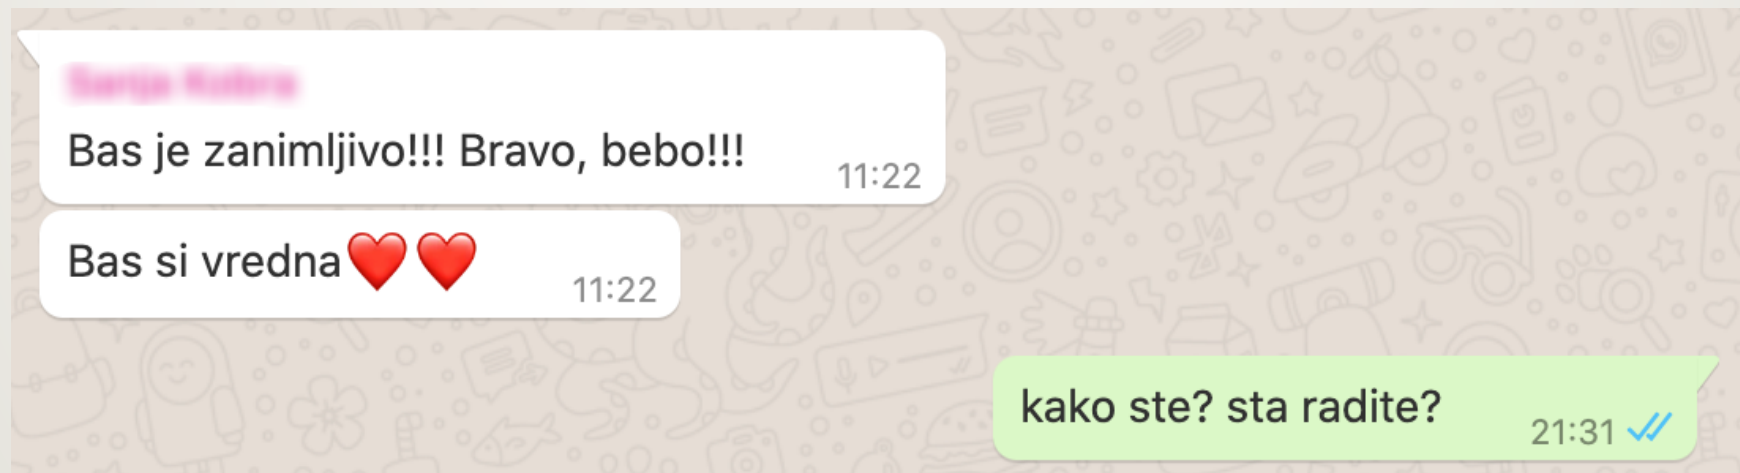 Bas je zanimljivo!!! Bravo, bebo!!!
11:22
Bas si vredna❤️❤️
11:22
kako ste? sta radite?
21:31